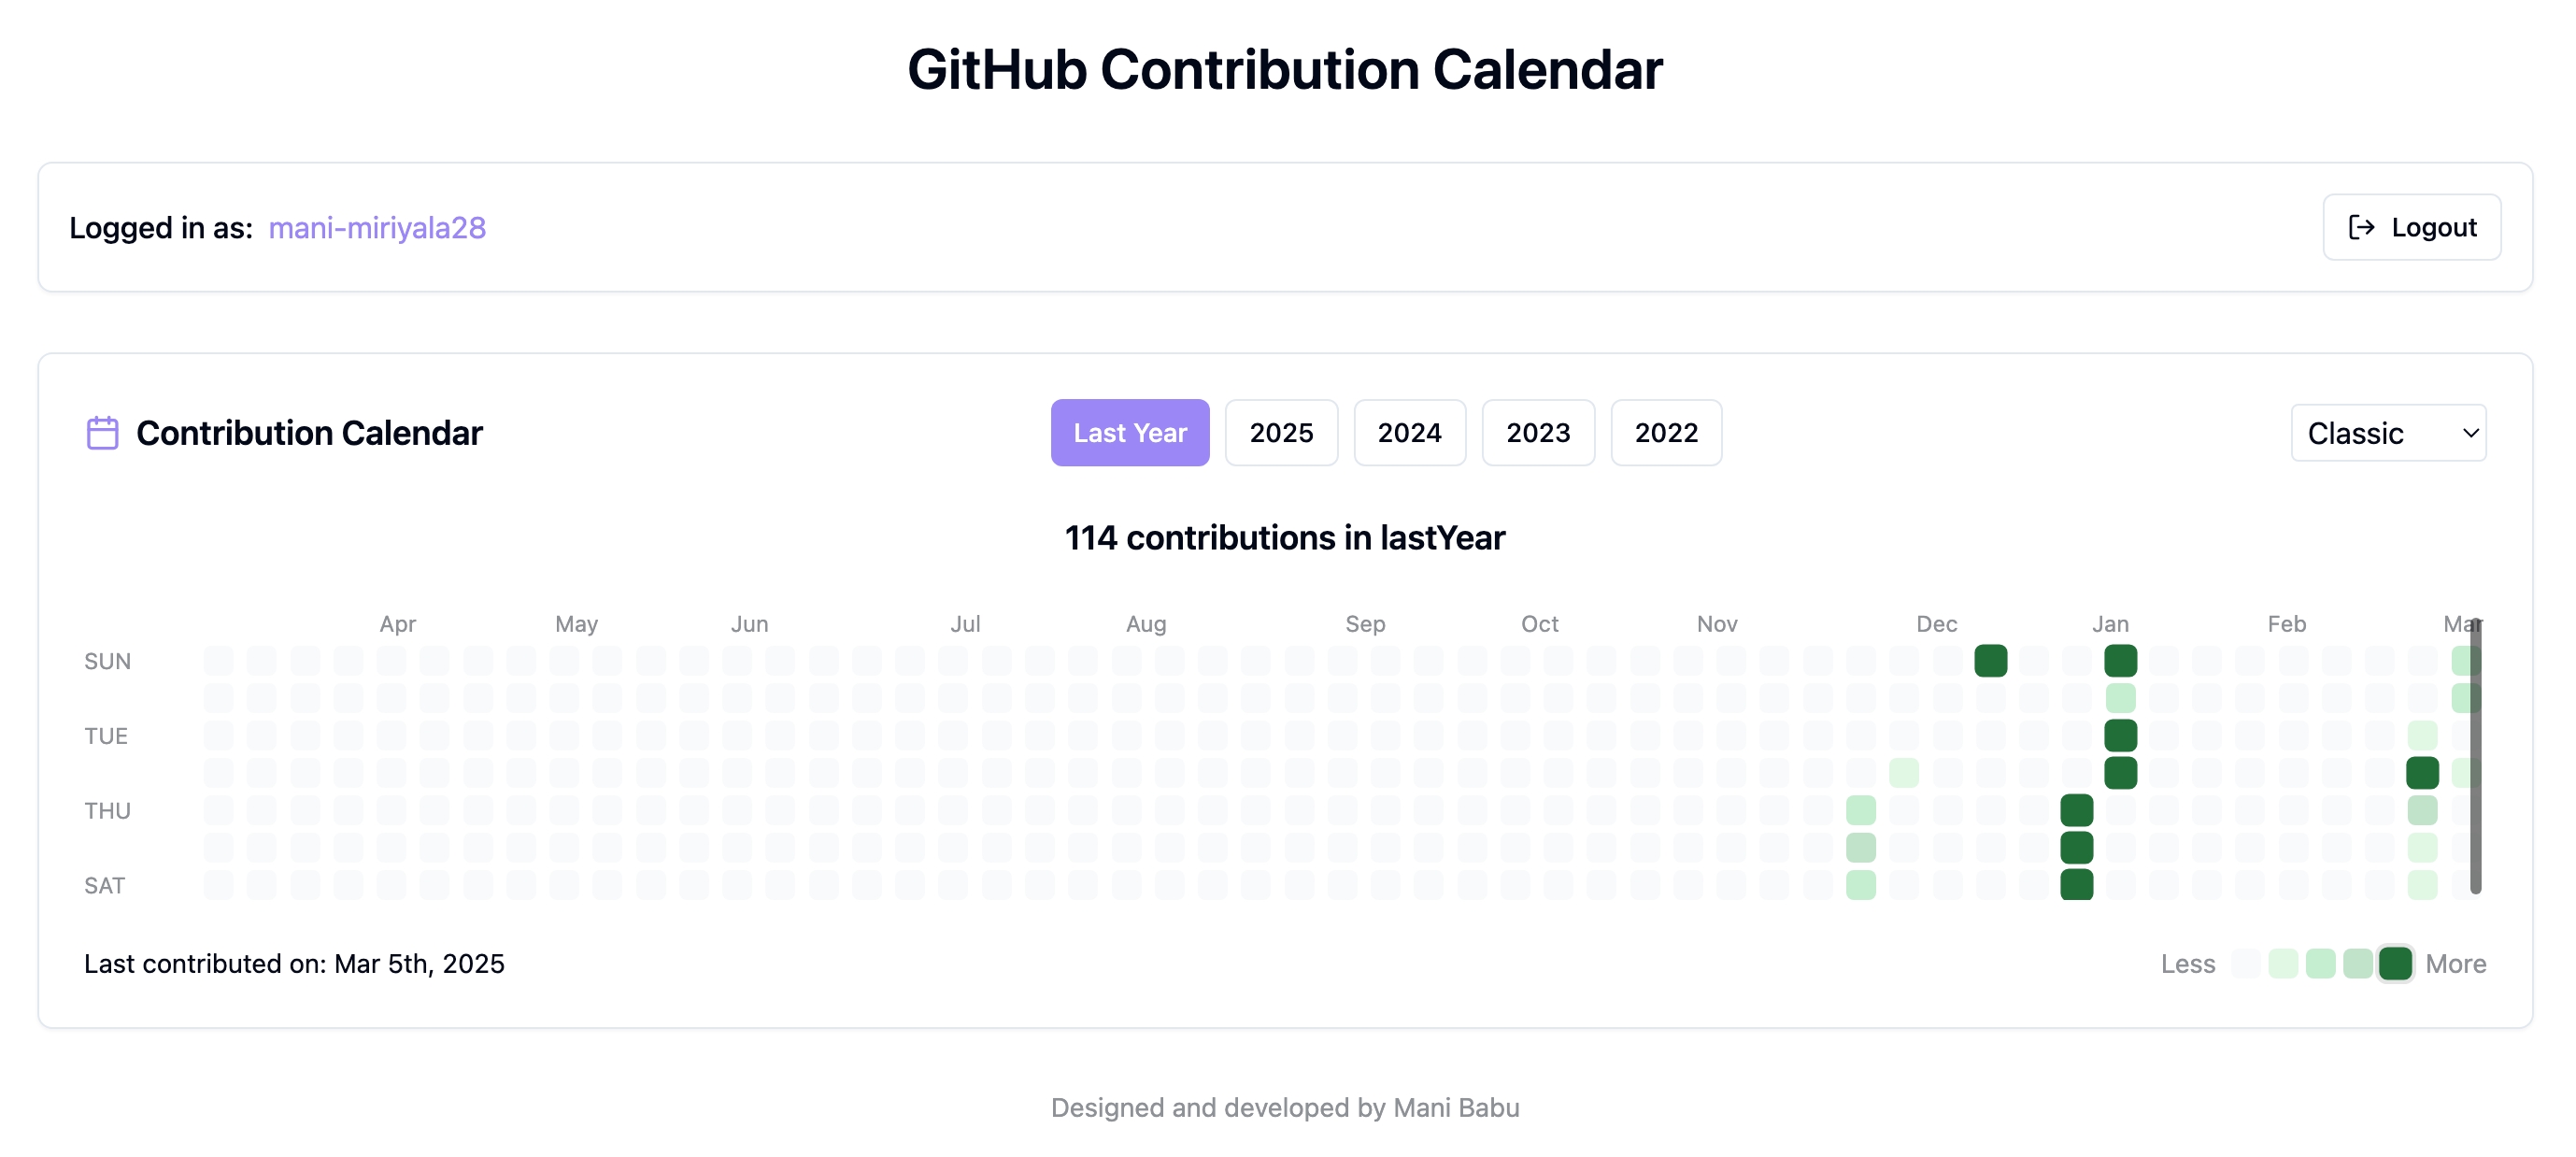 GitHub Contribution Calendar
Logged in as: mani-miriyala28
Logout
Contribution Calendar
Last Year 2025 2024 2023 2022
Classic
114 contributions in lastYear
Apr May Jun Jul Aug Sep Oct Nov Dec Jan Feb Mar
SUN
TUE
THU
SAT
Last contributed on: Mar 5th, 2025
Less More
Designed and developed by Mani Babu